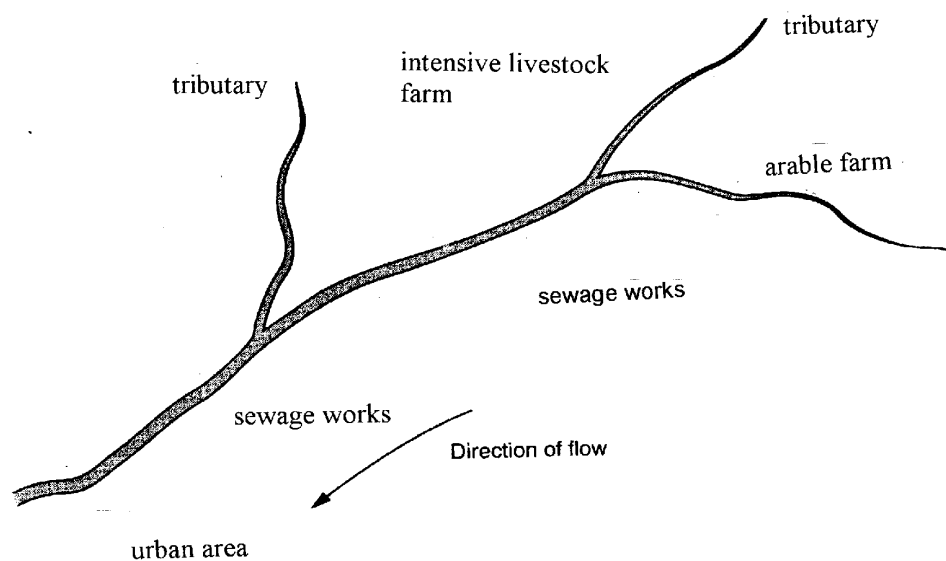 tributary
tributary
intensive livestock
farm
arable farm
sewage works
sewage works
Direction of flow
urban area